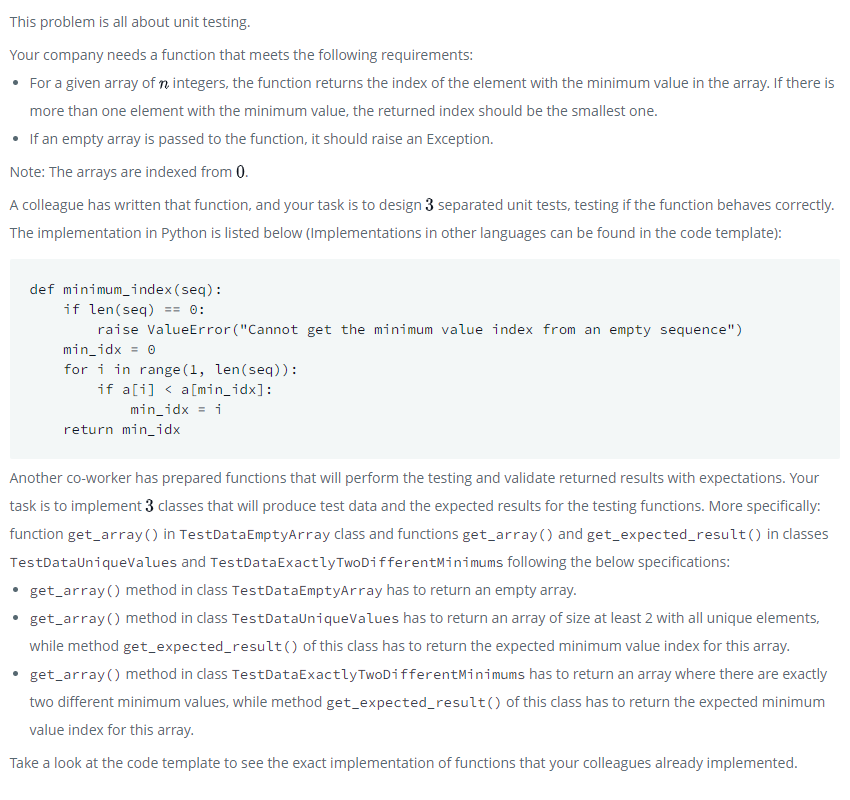 This problem is all about unit testing.
Your company needs a function that meets the following requirements:
• For a given array of n integers, the function returns the index of the element with the minimum value in the array. If there is
more than one element with the minimum value, the returned index should be the smallest one.
• If an empty array is passed to the function, it should raise an Exception.
Note: The arrays are indexed from 0.
A colleague has written that function, and your task is to design 3 separated unit tests, testing if the function behaves correctly.
The implementation in Python is listed below (Implementations in other languages can be found in the code template):
def minimum_index(seq):
    if len(seq) == 0:
        raise ValueError("Cannot get the minimum value index from an empty sequence")
    min_idx = 0
    for i in range(1, len(seq)):
        if a[i] < a[min_idx]:
            min_idx = i
    return min_idx
Another co-worker has prepared functions that will perform the testing and validate returned results with expectations. Your
task is to implement 3 classes that will produce test data and the expected results for the testing functions. More specifically:
function get_array() in TestDataEmptyArray class and functions get_array() and get_expected_result() in classes
TestDataUniqueValues and TestDataExactlyTwoDifferentMinimums following the below specifications:
• get_array() method in class TestDataEmptyArray has to return an empty array.
• get_array() method in class TestDataUniqueValues has to return an array of size at least 2 with all unique elements,
while method get_expected_result() of this class has to return the expected minimum value index for this array.
• get_array() method in class TestDataExactlyTwoDifferentMinimums has to return an array where there are exactly
two different minimum values, while method get_expected_result() of this class has to return the expected minimum
value index for this array.
Take a look at the code template to see the exact implementation of functions that your colleagues already implemented.